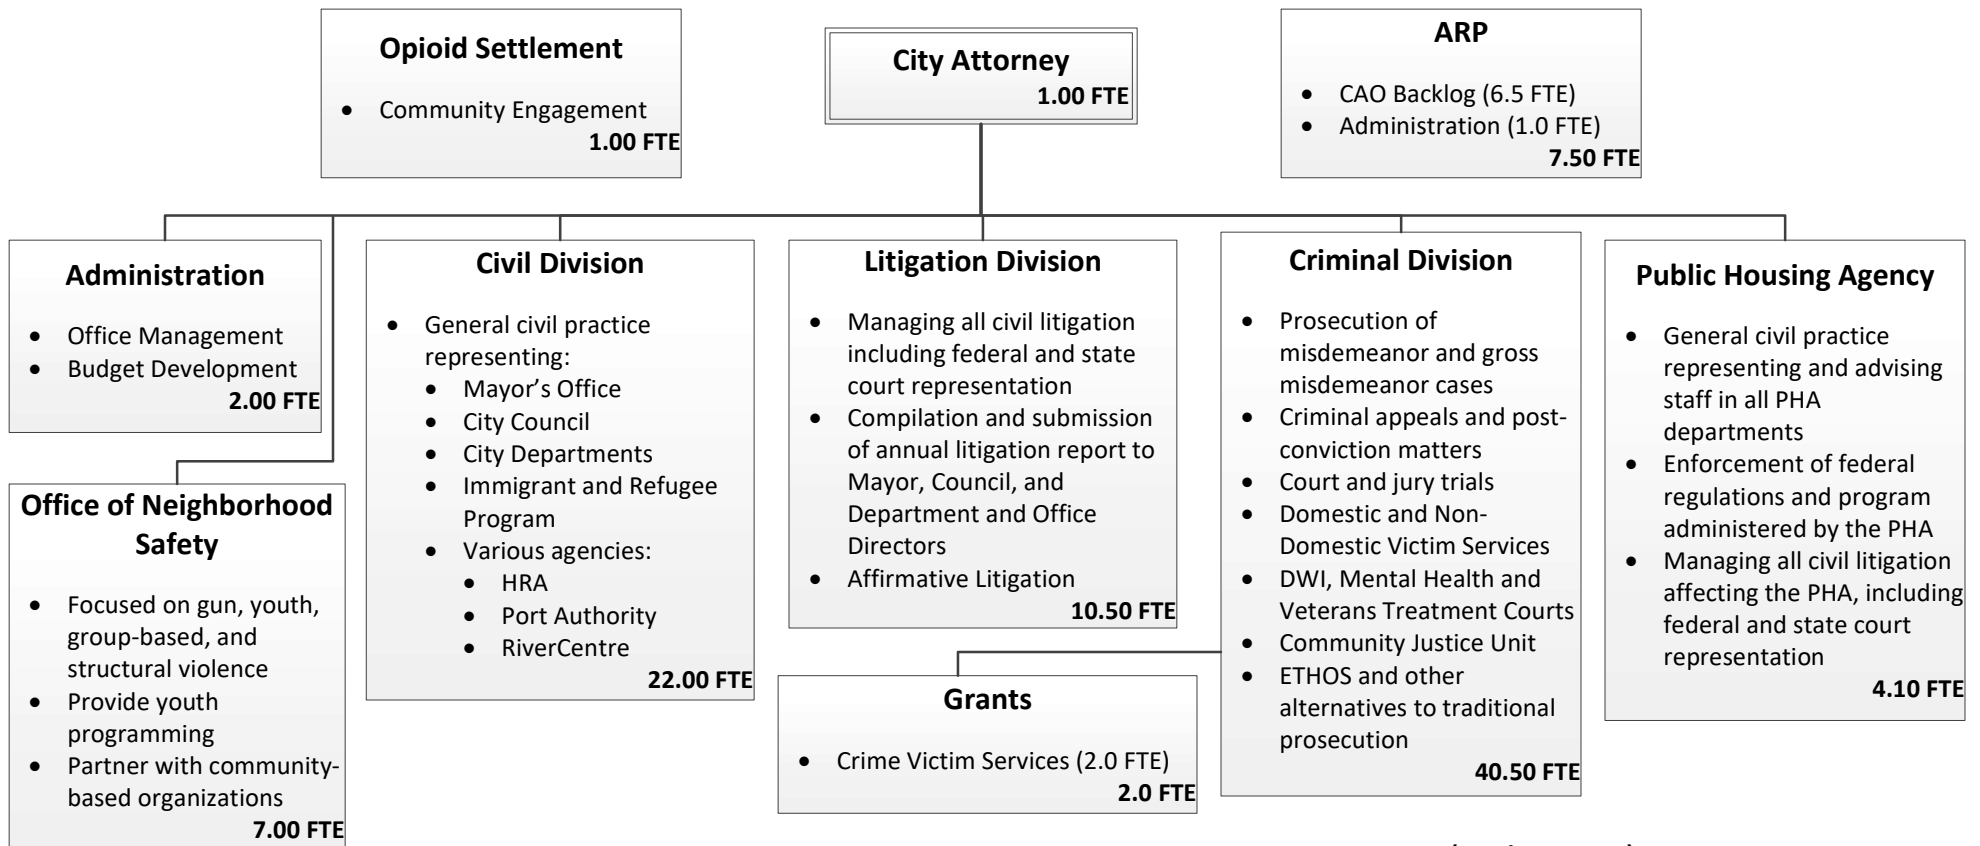 Opioid Settlement
• Community Engagement
1.00 FTE
City Attorney
1.00 FTE
ARP
• CAO Backlog (6.5 FTE)
• Administration (1.0 FTE)
7.50 FTE
Administration
• Office Management
• Budget Development
2.00 FTE
Office of Neighborhood
Safety
• Focused on gun, youth,
group-based, and
structural violence
• Provide youth
programming
• Partner with community-
based organizations
7.00 FTE
Civil Division
• General civil practice
representing:
• Mayor’s Office
• City Council
• City Departments
• Immigrant and Refugee
Program
• Various agencies:
• HRA
• Port Authority
• RiverCentre
22.00 FTE
Litigation Division
• Managing all civil litigation
including federal and state
court representation
• Compilation and submission
of annual litigation report to
Mayor, Council, and
Department and Office
Directors
• Affirmative Litigation
10.50 FTE
Grants
• Crime Victim Services (2.0 FTE)
2.0 FTE
Criminal Division
• Prosecution of
misdemeanor and gross
misdemeanor cases
• Criminal appeals and post-
conviction matters
• Court and jury trials
• Domestic and Non-
Domestic Victim Services
• DWI, Mental Health and
Veterans Treatment Courts
• Community Justice Unit
• ETHOS and other
alternatives to traditional
prosecution
40.50 FTE
Public Housing Agency
• General civil practice
representing and advising
staff in all PHA
departments
• Enforcement of federal
regulations and program
administered by the PHA
• Managing all civil litigation
affecting the PHA, including
federal and state court
representation
4.10 FTE